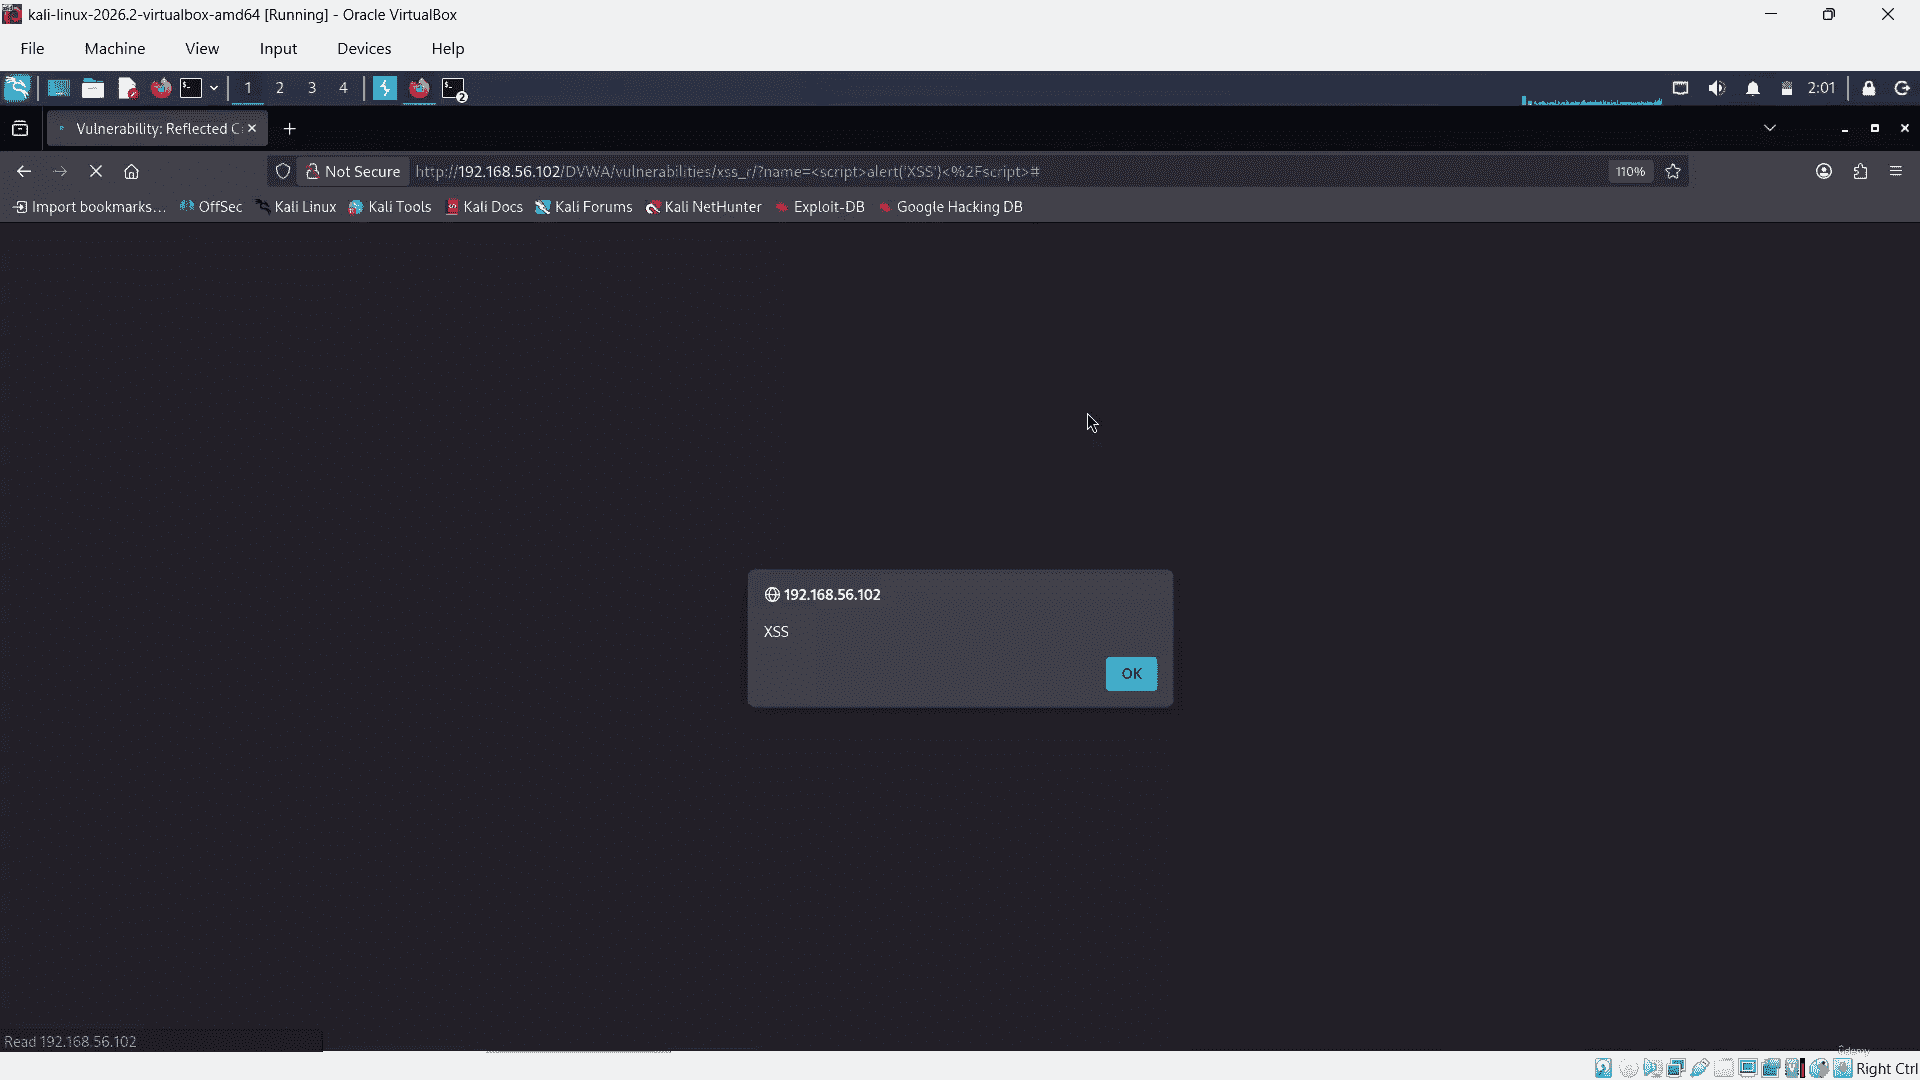 kali-linux-2026.2-virtualbox-amd64 [Running] - Oracle VirtualBox
File Machine View Input Devices Help
1 2 3 4 2 2:01
Vulnerability: Reflected C
Not Secure http://192.168.56.102/DVWA/vulnerabilities/xss_r/?name=<script>alert('XSS')<%2Fscript># 110%
Import bookmarks... OffSec Kali Linux Kali Tools Kali Docs Kali Forums Kali NetHunter Exploit-DB Google Hacking DB
192.168.56.102
XSS
OK
Read 192.168.56.102
Udemy
Right Ctrl